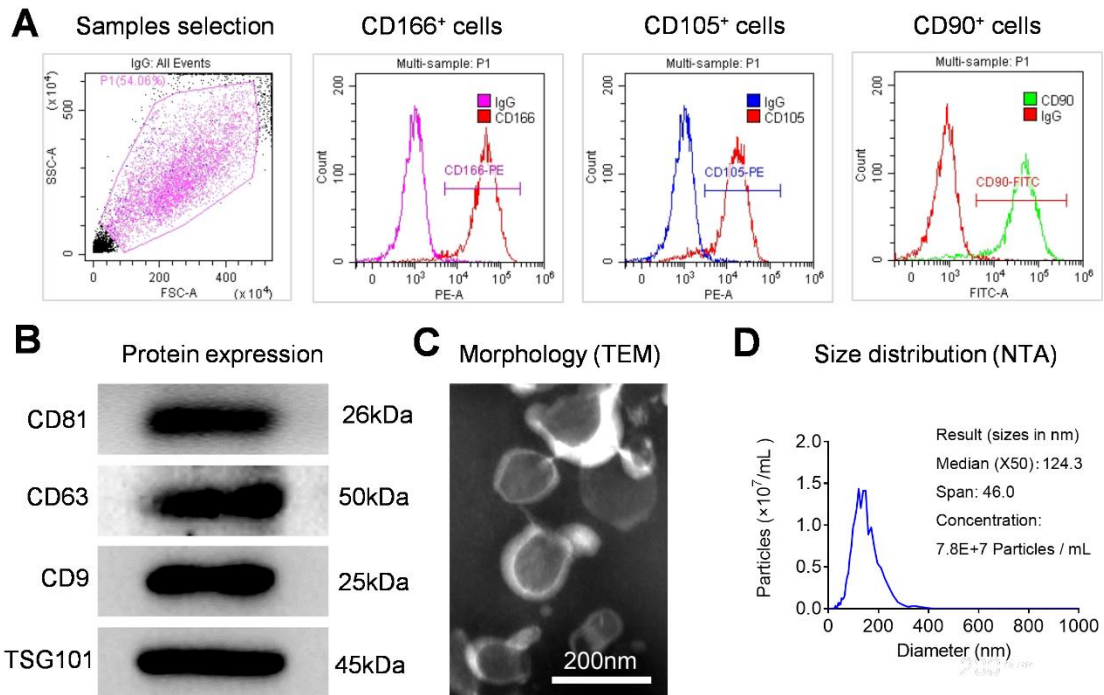 A
Samples selection
CD166⁺ cells
CD105⁺ cells
CD90⁺ cells
IgG: All Events
P1(54.06%)
SSC-A
(x 10⁴)
500
0
0 200 400
FSC-A
(x 10⁴)
Multi-sample: P1
IgG
CD166
CD166-PE
Count
200
100
0
0 10³ 10⁴ 10⁵ 10⁶
PE-A
Multi-sample: P1
IgG
CD105
CD105-PE
Count
200
100
0
0 10³ 10⁴ 10⁵ 10⁶
PE-A
Multi-sample: P1
CD90
IgG
CD90-FITC
Count
200
100
0
0 10³ 10⁴ 10⁵ 10⁶
FITC-A
B
Protein expression
CD81 26kDa
CD63 50kDa
CD9 25kDa
TSG101 45kDa
C
Morphology (TEM)
200nm
D
Size distribution (NTA)
Particles (×10⁷/mL)
2.0
1.5
1.0
0.5
0.0
0 200 400 600 800 1000
Diameter (nm)
Result (sizes in nm)
Median (X50): 124.3
Span: 46.0
Concentration:
7.8E+7 Particles / mL